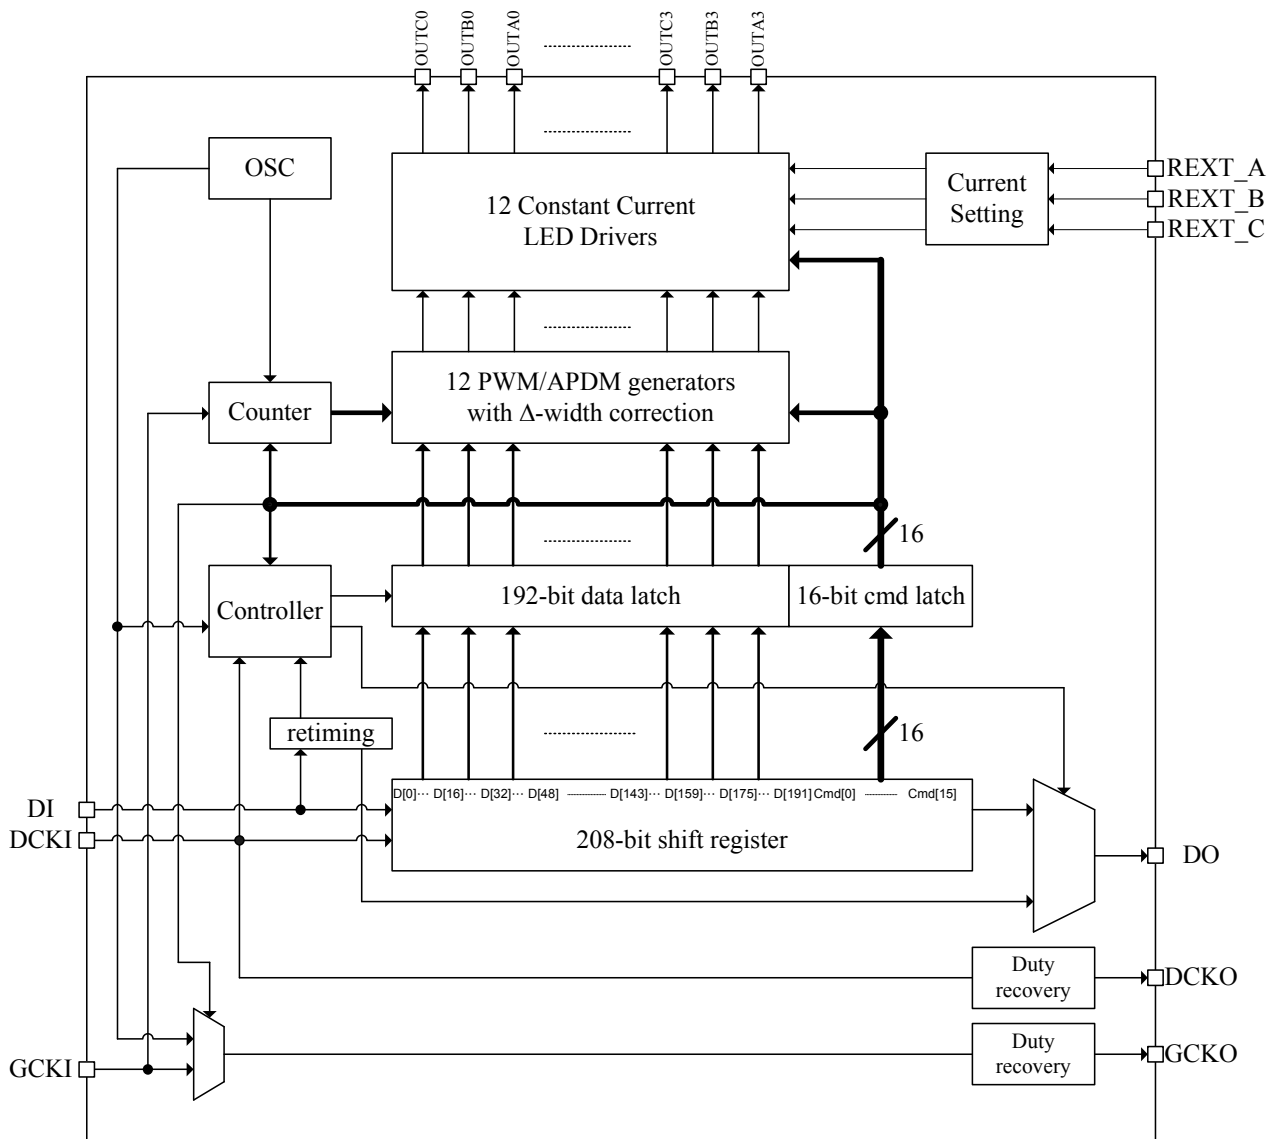 OUTC0 OUTB0 OUTA0 OUTC3 OUTB3 OUTA3
OSC
12 Constant Current
LED Drivers
Current
Setting
REXT_A
REXT_B
REXT_C
12 PWM/APDM generators
with Δ-width correction
Counter
16
Controller
192-bit data latch
16-bit cmd latch
retiming
16
D[0]··· D[16]··· D[32]··· D[48] D[143]··· D[159]··· D[175]··· D[191] Cmd[0] Cmd[15]
208-bit shift register
DI
DCKI
DO
Duty
recovery
DCKO
Duty
recovery
GCKO
GCKI